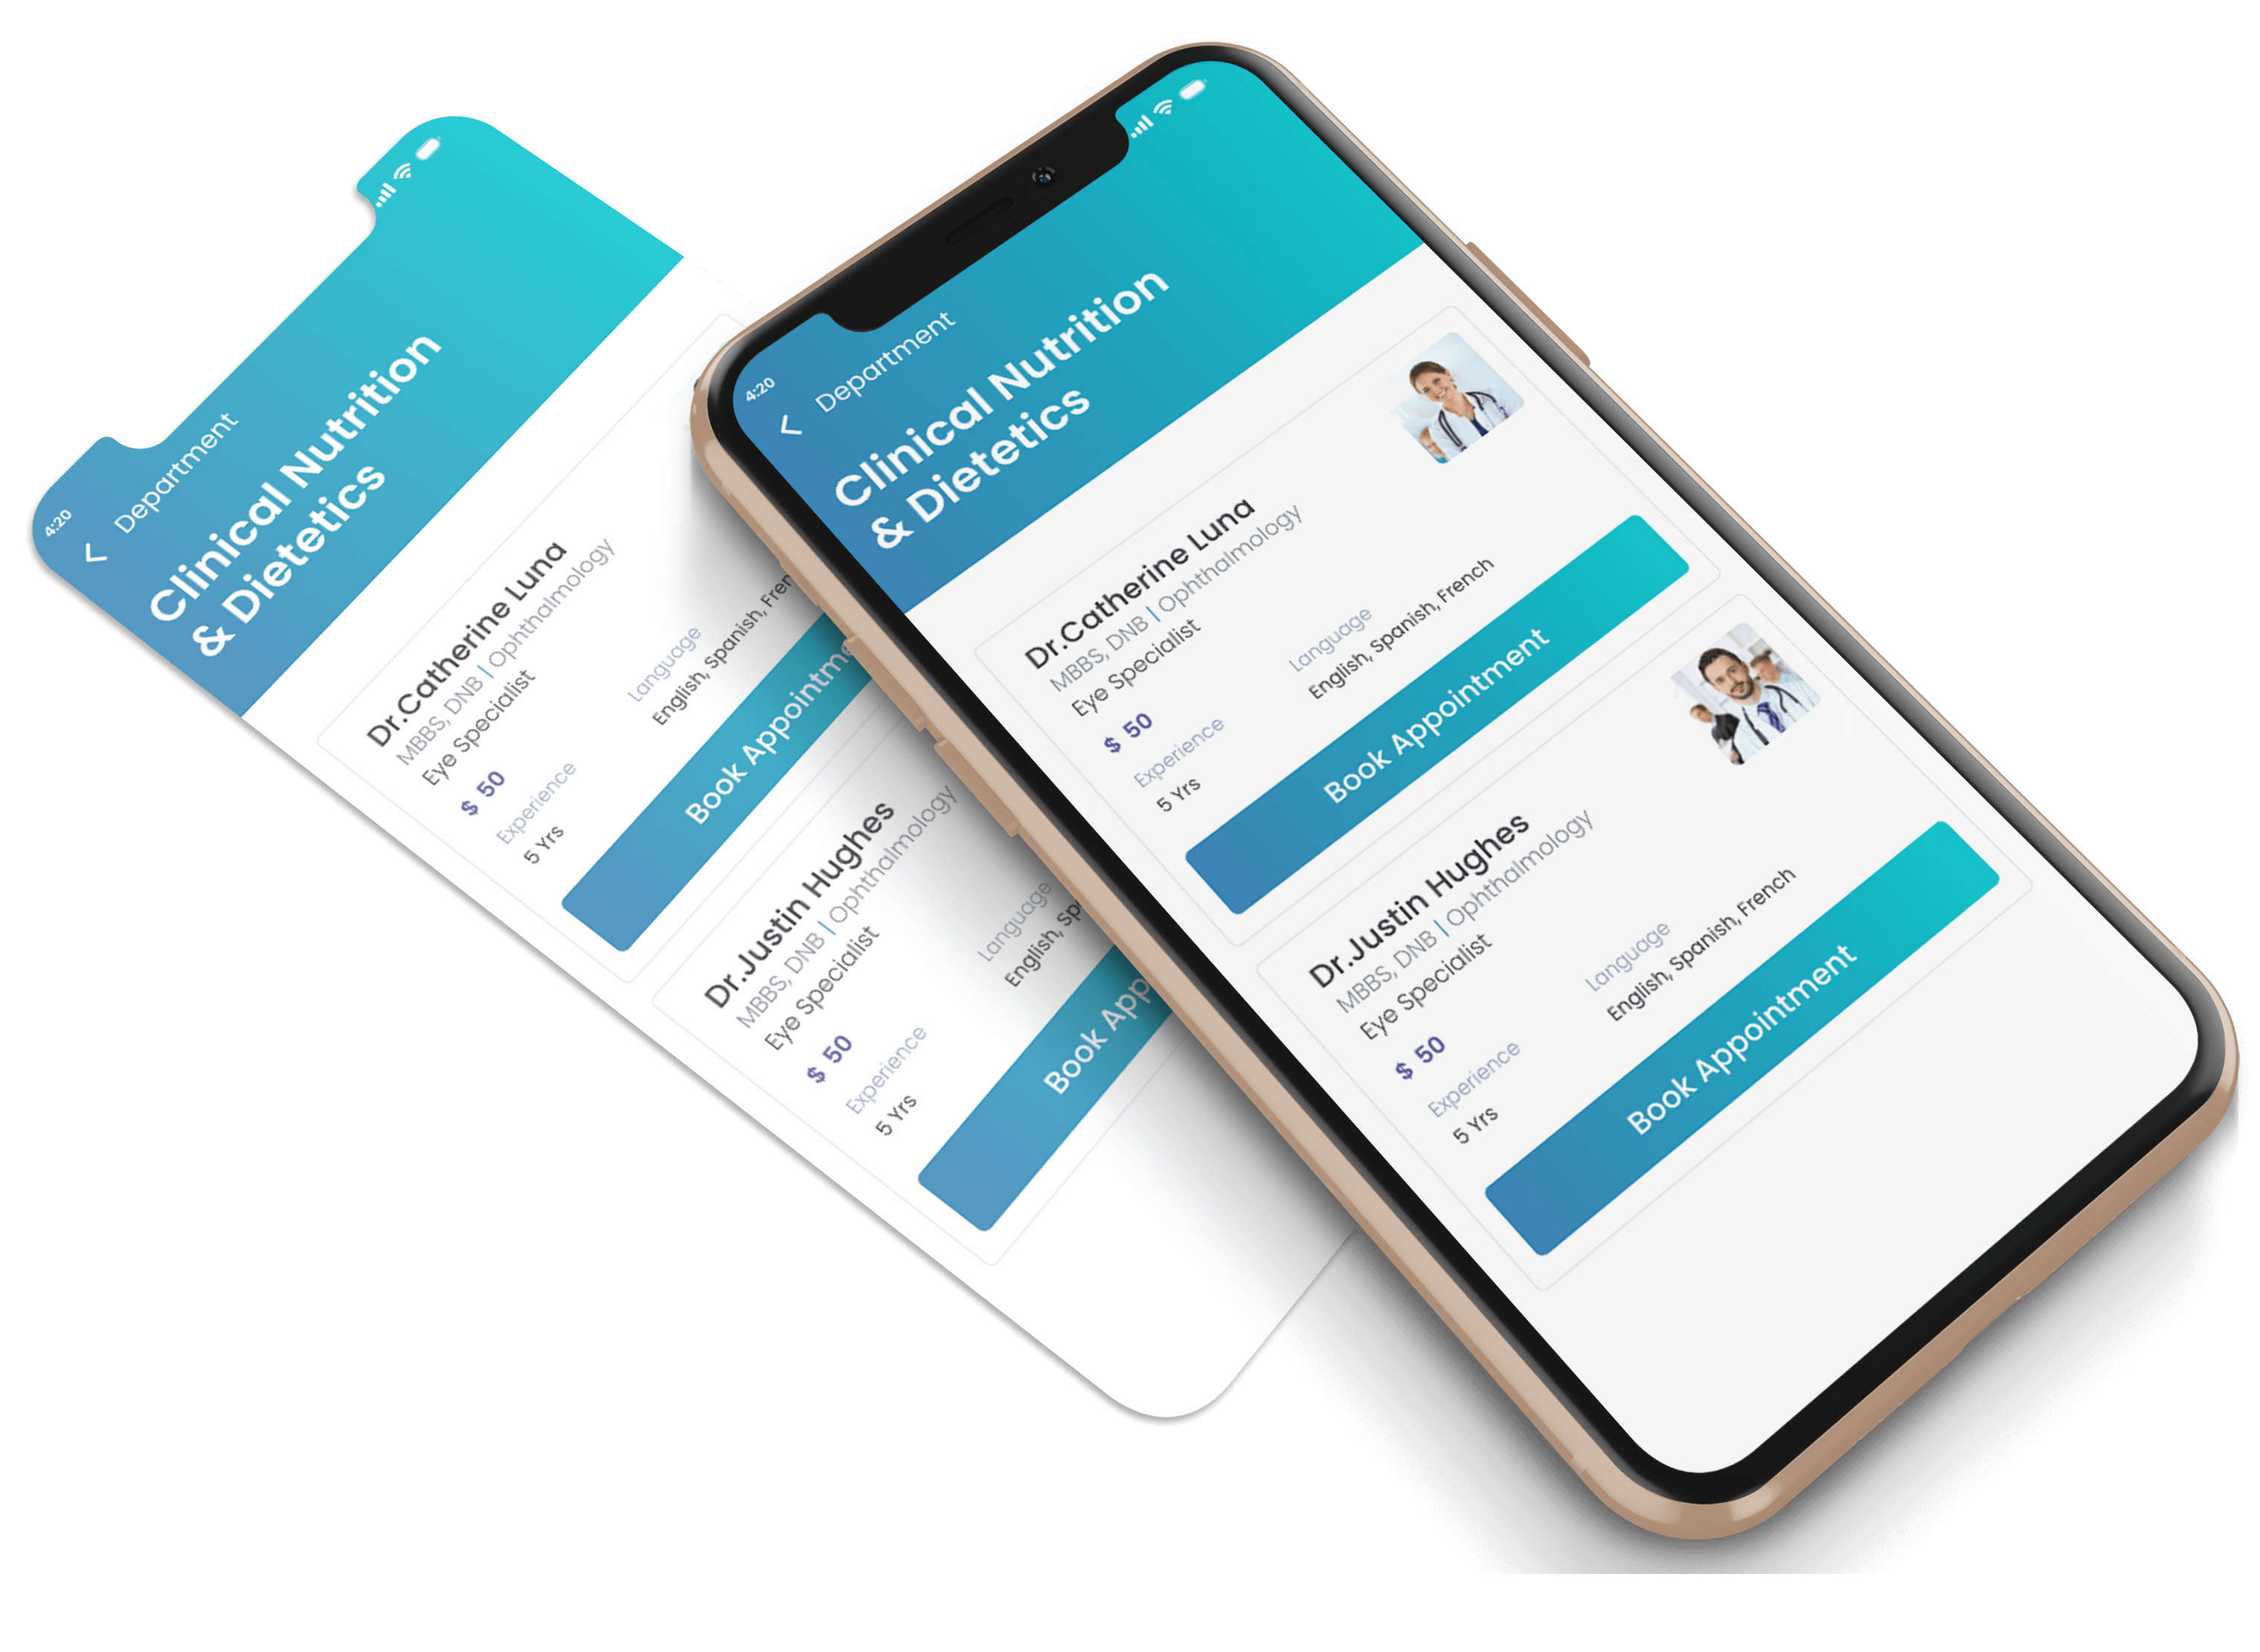 4:20
Department
Clinical Nutrition
& Dietetics
Dr.Catherine Luna
MBBS, DNB | Ophthalmology
Eye Specialist
$ 50
Experience
5 Yrs
Language
English, Spanish, Fren
Book Appointme
Dr.Justin Hughes
MBBS, DNB | Ophthalmology
Eye Specialist
$ 50
Experience
5 Yrs
Language
English, Sp
Book App
4:20
Department
Clinical Nutrition
& Dietetics
Dr.Catherine Luna
MBBS, DNB | Ophthalmology
Eye Specialist
$ 50
Experience
5 Yrs
Language
English, Spanish, French
Book Appointment
Dr.Justin Hughes
MBBS, DNB | Ophthalmology
Eye Specialist
$ 50
Experience
5 Yrs
Language
English, Spanish, French
Book Appointment